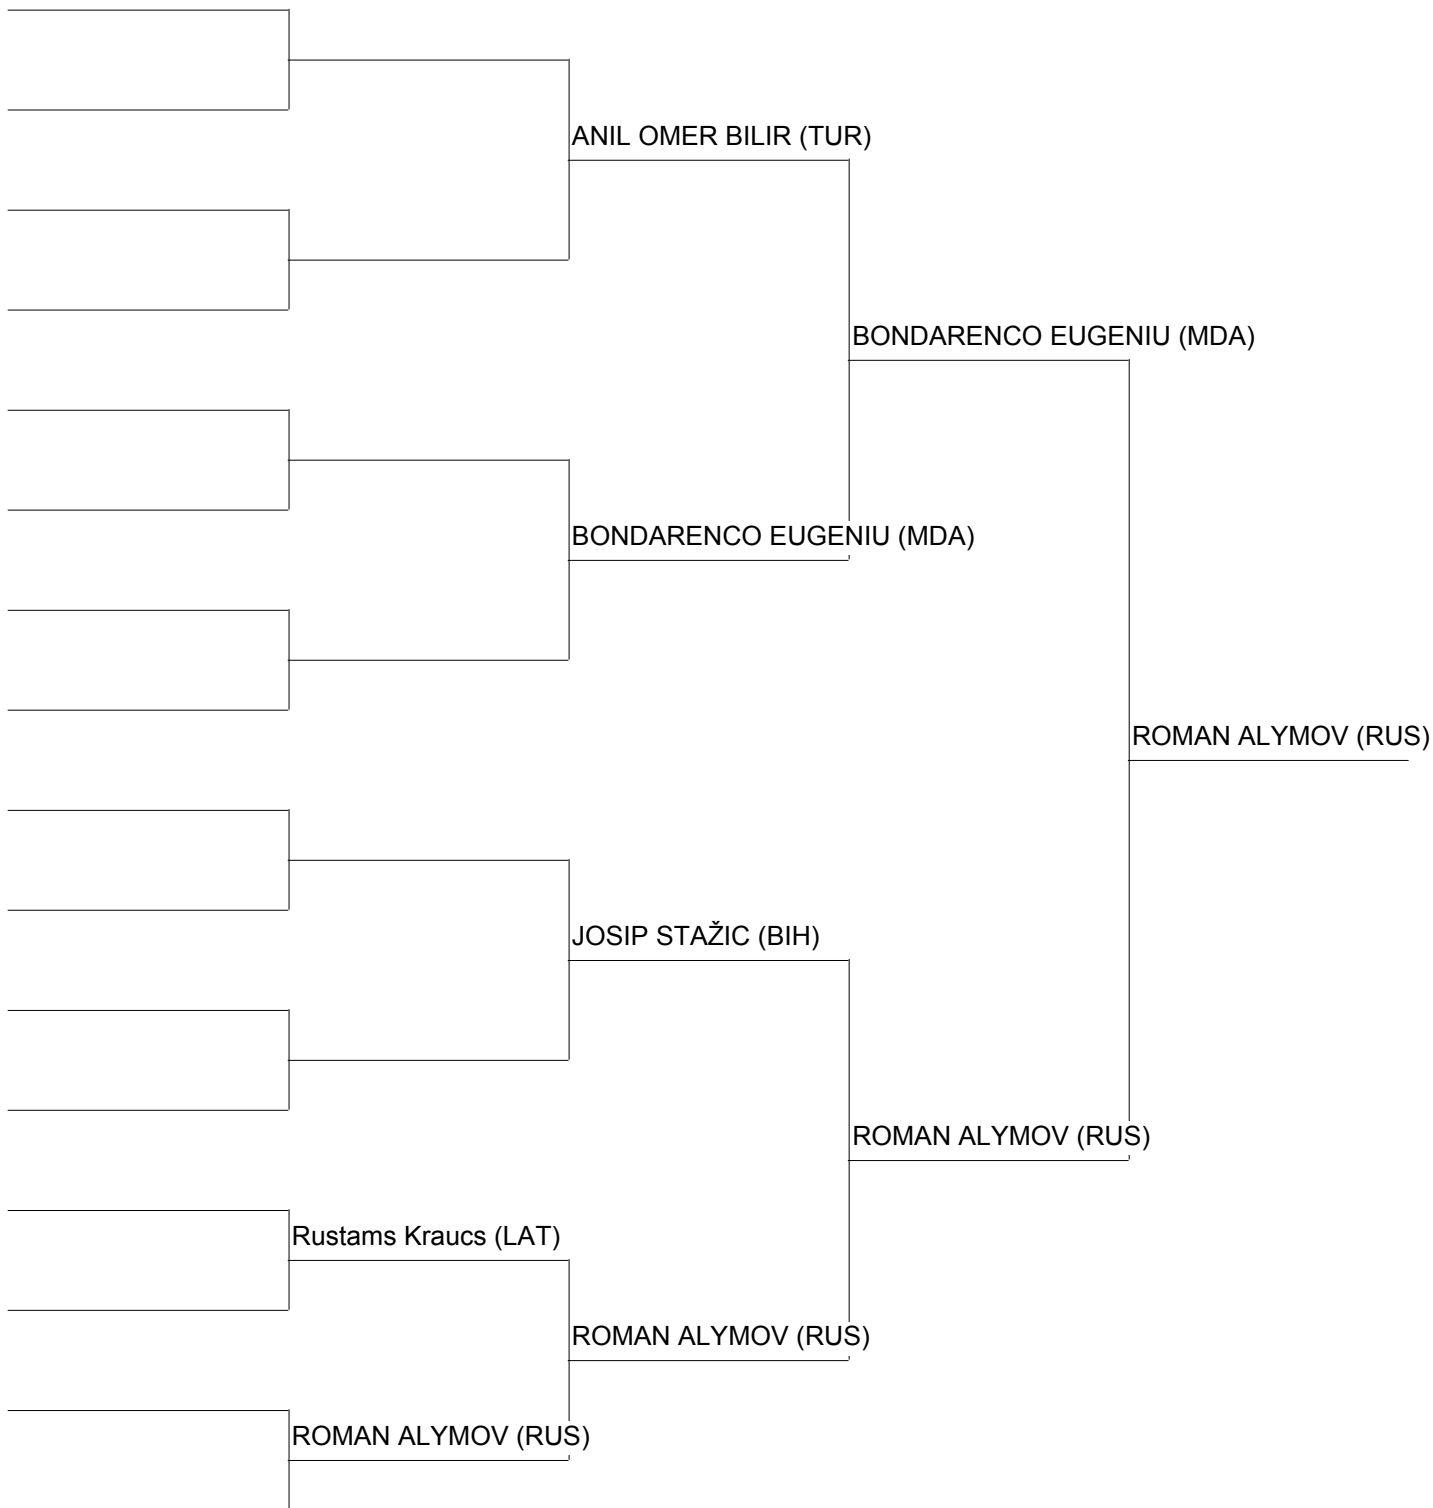 ANIL OMER BILIR (TUR)
BONDARENCO EUGENIU (MDA)
BONDARENCO EUGENIU (MDA)
ROMAN ALYMOV (RUS)
JOSIP STAŽIC (BIH)
ROMAN ALYMOV (RUS)
Rustams Kraucs (LAT)
ROMAN ALYMOV (RUS)
ROMAN ALYMOV (RUS)